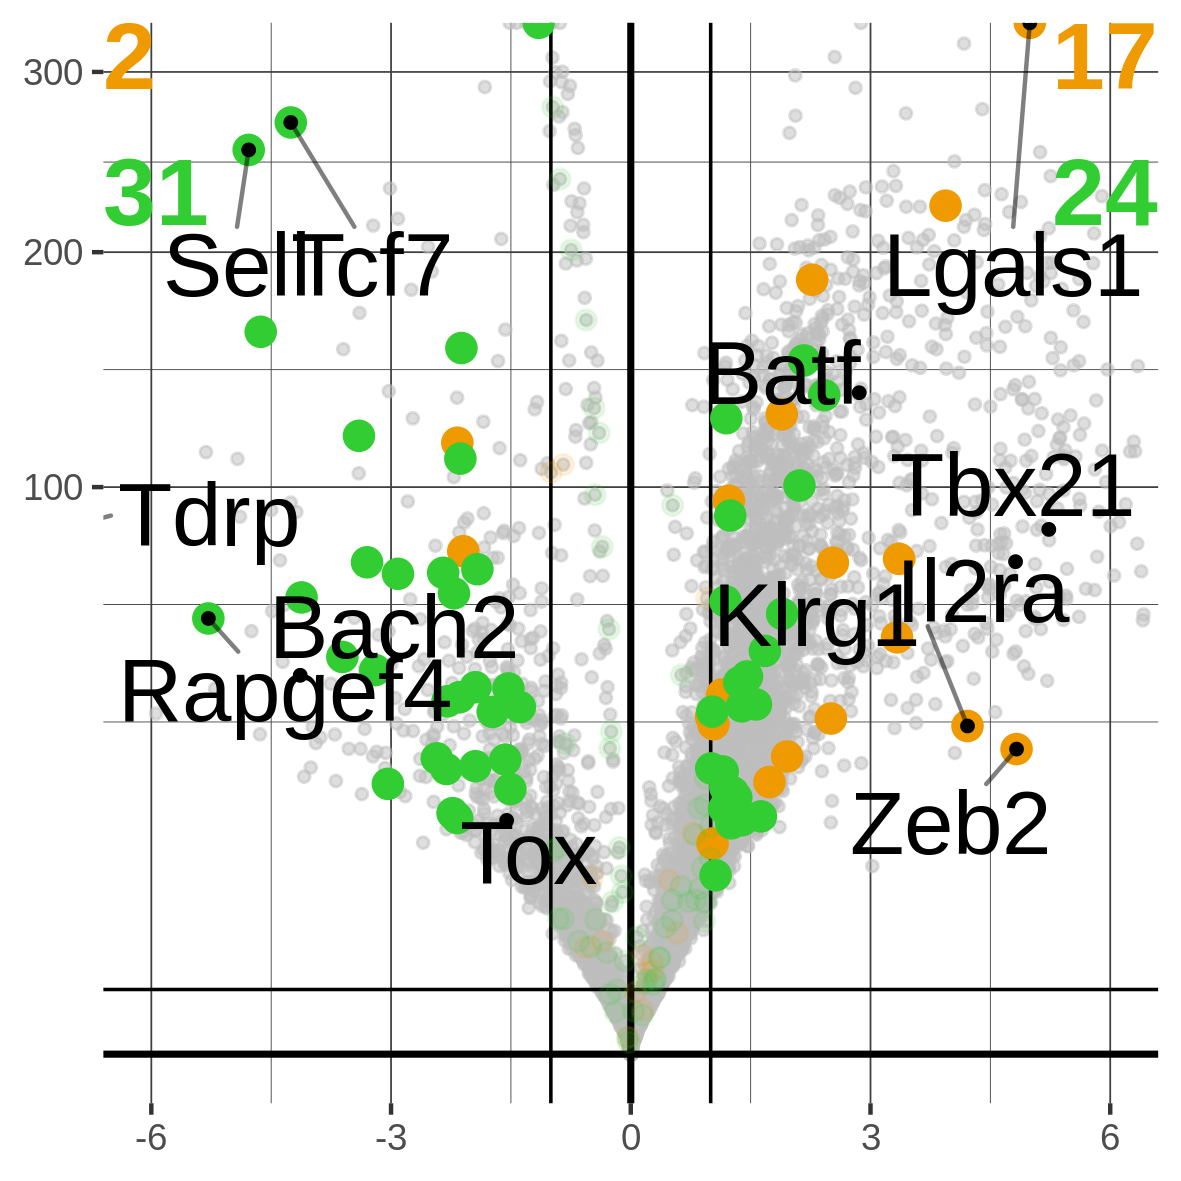 2 17
300
31 24
Sell Tcf7 Lgals1
200
Batf
Tbx21
100
Tdrp
Il2ra
Klrg1
Bach2
Rapgef4
Zeb2
Tox
-6 -3 0 3 6